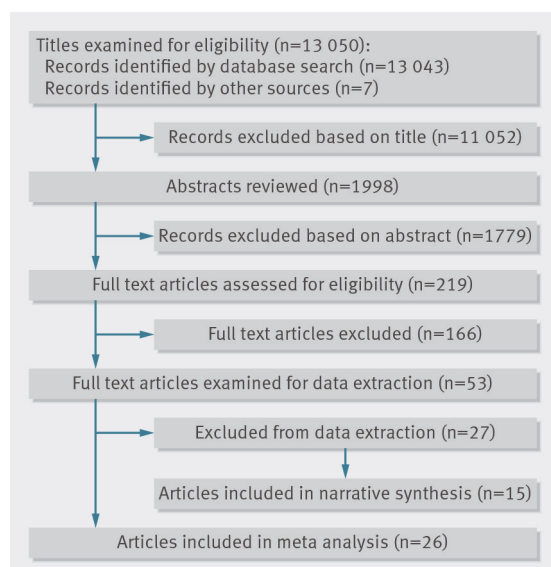 Titles examined for eligibility (n=13 050):
Records identified by database search (n=13 043)
Records identified by other sources (n=7)
Records excluded based on title (n=11 052)
Abstracts reviewed (n=1998)
Records excluded based on abstract (n=1779)
Full text articles assessed for eligibility (n=219)
Full text articles excluded (n=166)
Full text articles examined for data extraction (n=53)
Excluded from data extraction (n=27)
Articles included in narrative synthesis (n=15)
Articles included in meta analysis (n=26)